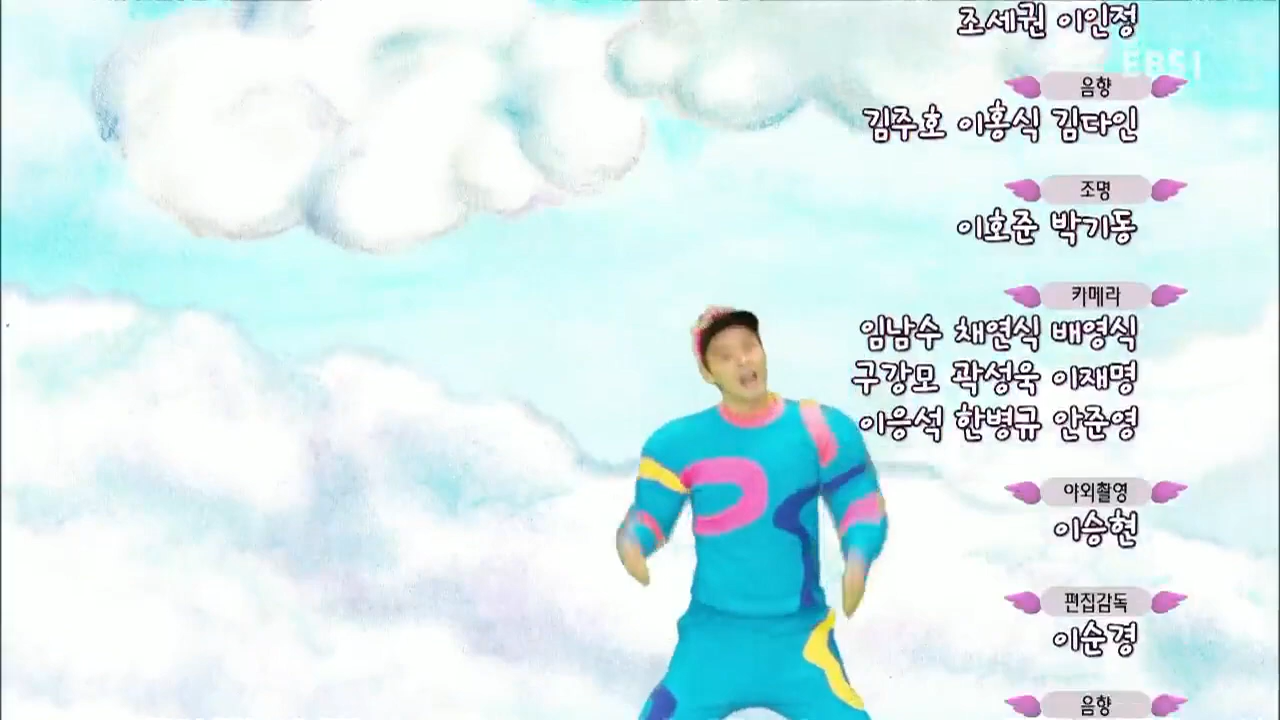 조세권 이인정
EBS1
음향
김주호 이홍식 김다인
조명
이호준 박기동
카메라
임남수 채연식 배영식
구강모 곽성욱 이재명
이응석 한병규 안준영
야외촬영
이승현
편집감독
이순경
음향